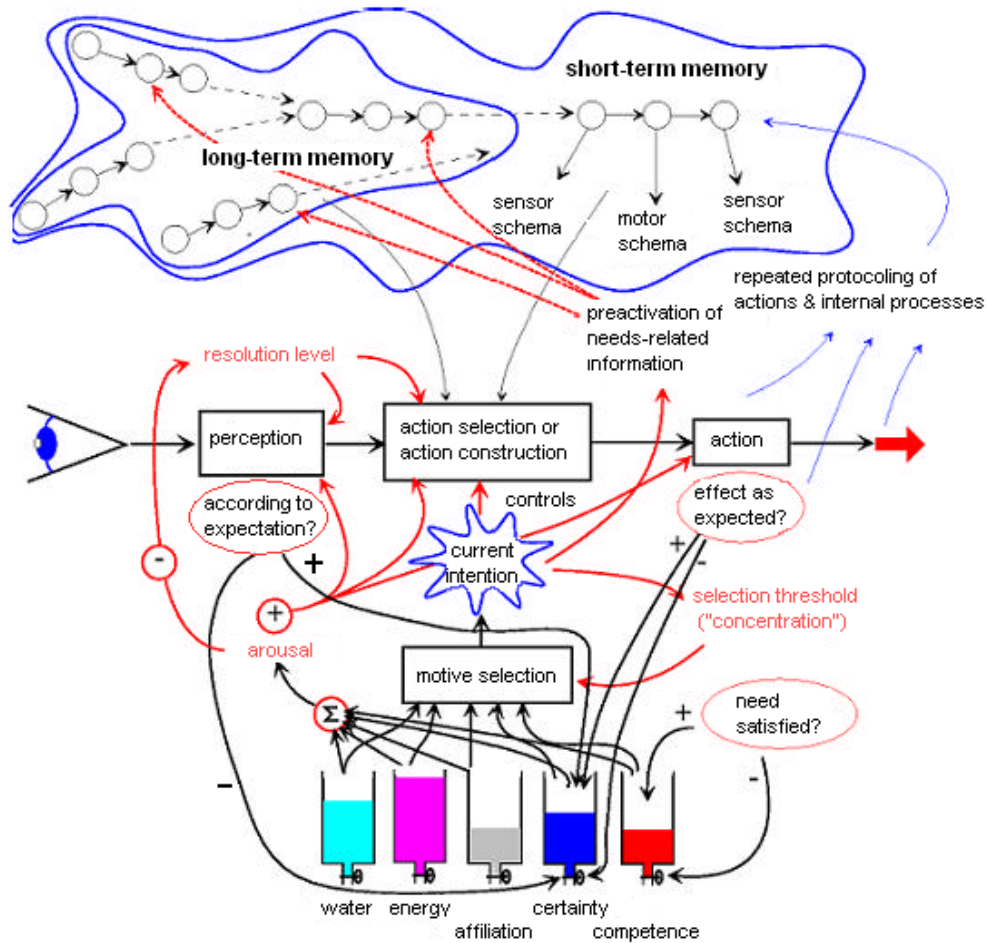 short-term memory
long-term memory
sensor
schema
motor
schema
sensor
schema
repeated protocoling of
actions & internal processes
preactivation of
needs-related
information
resolution level
perception
action selection or
action construction
action
according to
expectation?
controls
effect as
expected?
+
-
+
-
+
current
intention
selection threshold
("concentration")
arousal
motive selection
Σ
need
satisfied?
+
-
–
water
energy
affiliation
certainty
competence